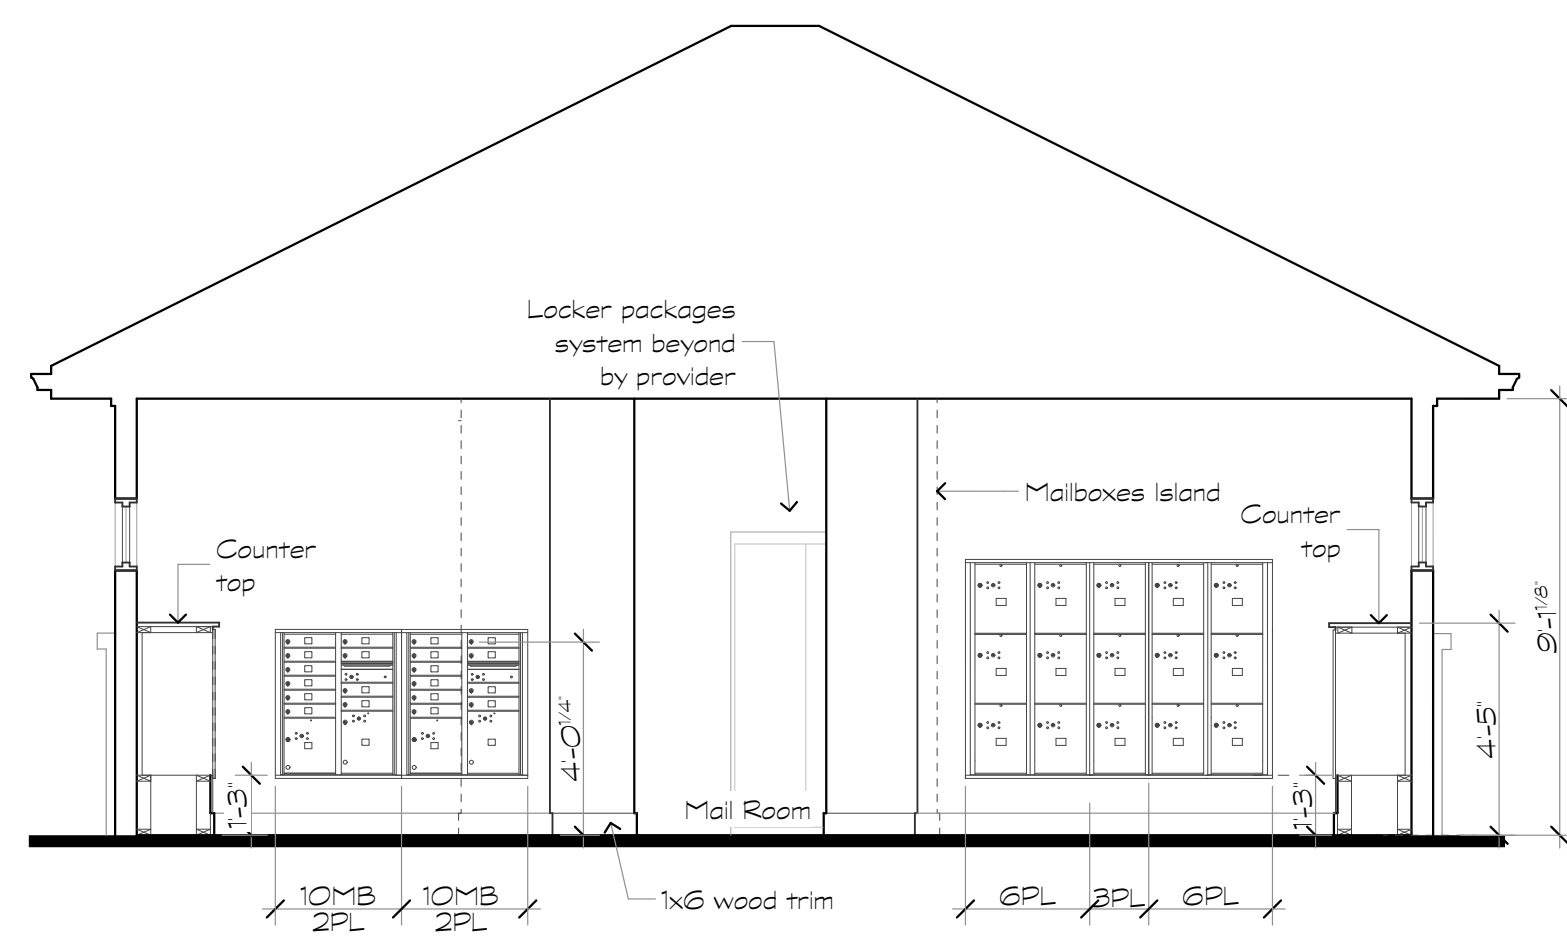 Locker packages
system beyond
by provider
Mailboxes Island
Counter
top
Counter
top
9'-1 1/8"
4'-5"
4'-0 1/4"
1'-3"
1'-3"
Mail Room
10MB
2PL
10MB
2PL
1x6 wood trim
6PL
3PL
6PL